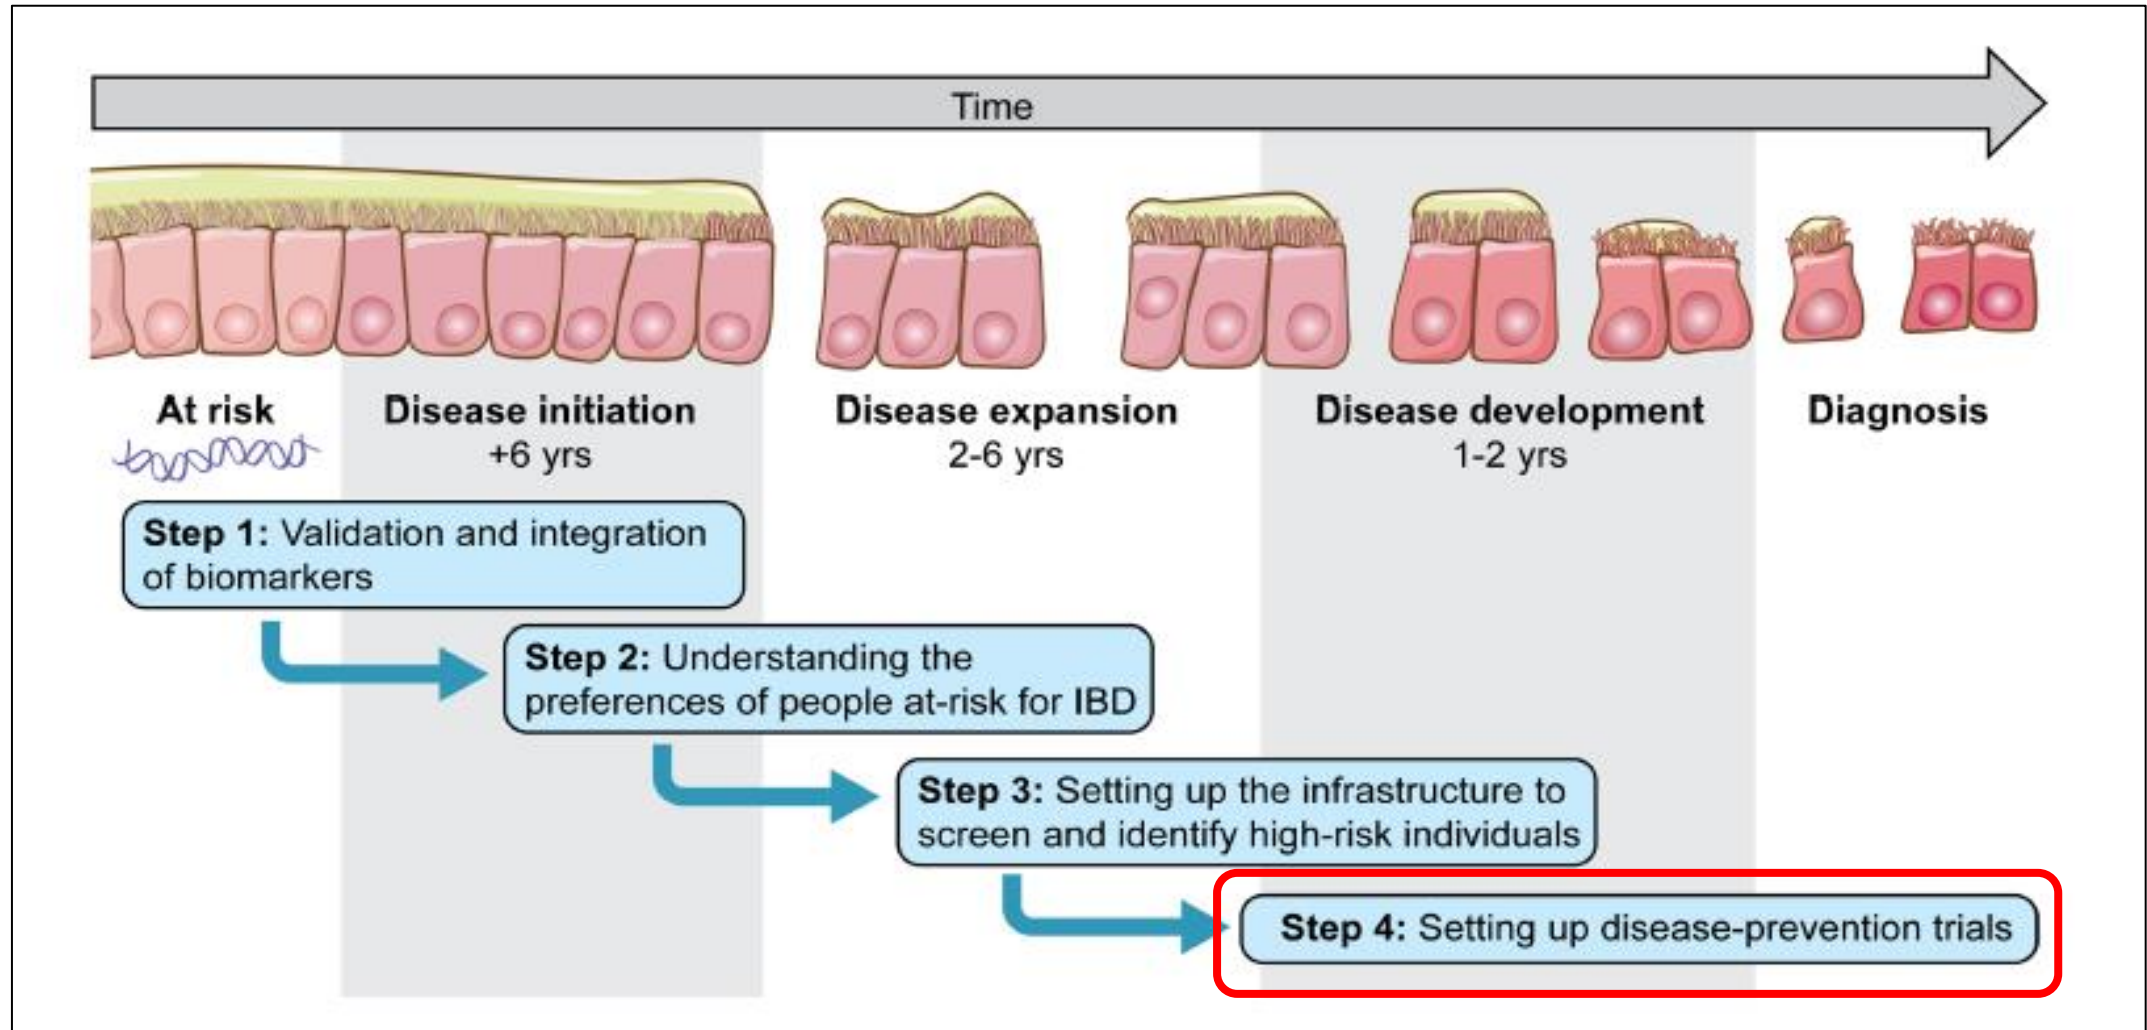 Time
At risk
Disease initiation
+6 yrs
Disease expansion
2-6 yrs
Disease development
1-2 yrs
Diagnosis
Step 1: Validation and integration
of biomarkers
Step 2: Understanding the
preferences of people at-risk for IBD
Step 3: Setting up the infrastructure to
screen and identify high-risk individuals
Step 4: Setting up disease-prevention trials